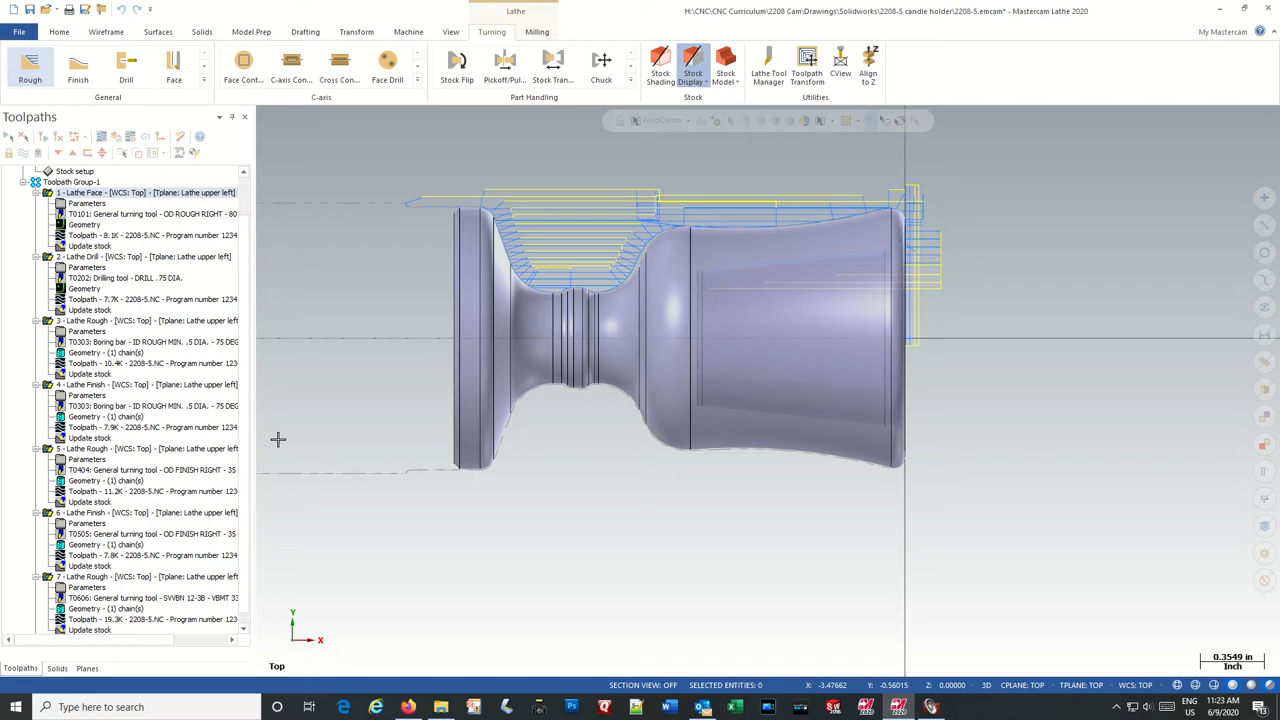 Lathe
H:\CNC\CNC Curriculum\2208 Cam\Drawings\Solidworks\2208-5 candle holder\2208-5.emcam* - Mastercam Lathe 2020
File Home Wireframe Surfaces Solids Model Prep Drafting Transform Machine View Turning Milling My Mastercam
Rough Finish Drill Face Face Cont... C-axis Con... Cross Con... Face Drill Stock Flip Pickoff/Pul... Stock Tran... Chuck Stock Shading Stock Display Stock Model Lathe Tool Manager Toolpath Transform CView Align to Z
General C-axis Part Handling Stock Utilities
Toolpaths
AutoCursor
Stock setup
Toolpath Group-1
1 - Lathe Face - [WCS: Top] - [Tplane: Lathe upper left]
Parameters
T0101: General turning tool - OD ROUGH RIGHT - 80
Geometry
Toolpath - 8.1K - 2208-5.NC - Program number 1234
Update stock
2 - Lathe Drill - [WCS: Top] - [Tplane: Lathe upper left]
Parameters
T0202: Drilling tool - DRILL .75 DIA.
Geometry
Toolpath - 7.7K - 2208-5.NC - Program number 1234
Update stock
3 - Lathe Rough - [WCS: Top] - [Tplane: Lathe upper left
Parameters
T0303: Boring bar - ID ROUGH MIN. .5 DIA. - 75 DEG
Geometry - (1) chain(s)
Toolpath - 10.4K - 2208-5.NC - Program number 123
Update stock
4 - Lathe Finish - [WCS: Top] - [Tplane: Lathe upper left
Parameters
T0303: Boring bar - ID ROUGH MIN. .5 DIA. - 75 DEG
Geometry - (1) chain(s)
Toolpath - 7.9K - 2208-5.NC - Program number 1234
Update stock
5 - Lathe Rough - [WCS: Top] - [Tplane: Lathe upper left
Parameters
T0404: General turning tool - OD FINISH RIGHT - 35
Geometry - (1) chain(s)
Toolpath - 11.2K - 2208-5.NC - Program number 123
Update stock
6 - Lathe Finish - [WCS: Top] - [Tplane: Lathe upper left
Parameters
T0505: General turning tool - OD FINISH RIGHT - 35
Geometry - (1) chain(s)
Toolpath - 7.8K - 2208-5.NC - Program number 1234
Update stock
7 - Lathe Rough - [WCS: Top] - [Tplane: Lathe upper left
Parameters
T0606: General turning tool - SVVBN 12-3B - VBMT 33
Geometry - (1) chain(s)
Toolpath - 19.3K - 2208-5.NC - Program number 123
Update stock
Y
X
Top
0.3549 in
Inch
Toolpaths Solids Planes
SECTION VIEW: OFF SELECTED ENTITIES: 0 X: -3.47662 Y: -0.56015 Z: 0.00000 3D CPLANE: TOP TPLANE: TOP WCS: TOP
Type here to search
ENG 11:23 AM 6/9/2020